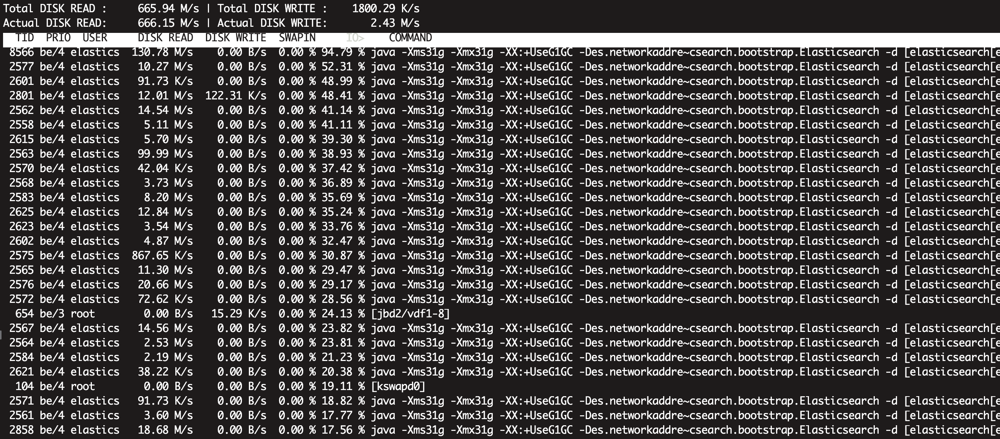 Total DISK READ :     665.94 M/s | Total DISK WRITE :    1800.29 K/s
Actual DISK READ:     666.15 M/s | Actual DISK WRITE:       2.43 M/s
  TID  PRIO  USER     DISK READ  DISK WRITE  SWAPIN     IO>    COMMAND
 8566 be/4 elastics  130.78 M/s    0.00 B/s  0.00 % 94.79 % java -Xms31g -Xmx31g -XX:+UseG1GC -Des.networkaddre~csearch.bootstrap.Elasticsearch -d [elasticsearch[e
 2577 be/4 elastics   10.27 M/s    0.00 B/s  0.00 % 52.31 % java -Xms31g -Xmx31g -XX:+UseG1GC -Des.networkaddre~csearch.bootstrap.Elasticsearch -d [elasticsearch[e
 2601 be/4 elastics   91.73 K/s    0.00 B/s  0.00 % 48.99 % java -Xms31g -Xmx31g -XX:+UseG1GC -Des.networkaddre~csearch.bootstrap.Elasticsearch -d [elasticsearch[e
 2801 be/4 elastics   12.01 M/s  122.31 K/s  0.00 % 48.41 % java -Xms31g -Xmx31g -XX:+UseG1GC -Des.networkaddre~csearch.bootstrap.Elasticsearch -d [elasticsearch[e
 2562 be/4 elastics   14.54 M/s    0.00 B/s  0.00 % 41.14 % java -Xms31g -Xmx31g -XX:+UseG1GC -Des.networkaddre~csearch.bootstrap.Elasticsearch -d [elasticsearch[e
 2558 be/4 elastics    5.11 M/s    0.00 B/s  0.00 % 41.11 % java -Xms31g -Xmx31g -XX:+UseG1GC -Des.networkaddre~csearch.bootstrap.Elasticsearch -d [elasticsearch[e
 2615 be/4 elastics    5.70 M/s    0.00 B/s  0.00 % 39.30 % java -Xms31g -Xmx31g -XX:+UseG1GC -Des.networkaddre~csearch.bootstrap.Elasticsearch -d [elasticsearch[e
 2563 be/4 elastics   99.99 M/s    0.00 B/s  0.00 % 38.93 % java -Xms31g -Xmx31g -XX:+UseG1GC -Des.networkaddre~csearch.bootstrap.Elasticsearch -d [elasticsearch[e
 2570 be/4 elastics   42.04 K/s    0.00 B/s  0.00 % 37.42 % java -Xms31g -Xmx31g -XX:+UseG1GC -Des.networkaddre~csearch.bootstrap.Elasticsearch -d [elasticsearch[e
 2568 be/4 elastics    3.73 M/s    0.00 B/s  0.00 % 36.89 % java -Xms31g -Xmx31g -XX:+UseG1GC -Des.networkaddre~csearch.bootstrap.Elasticsearch -d [elasticsearch[e
 2583 be/4 elastics    8.20 M/s    0.00 B/s  0.00 % 35.69 % java -Xms31g -Xmx31g -XX:+UseG1GC -Des.networkaddre~csearch.bootstrap.Elasticsearch -d [elasticsearch[e
 2625 be/4 elastics   12.84 M/s    0.00 B/s  0.00 % 35.24 % java -Xms31g -Xmx31g -XX:+UseG1GC -Des.networkaddre~csearch.bootstrap.Elasticsearch -d [elasticsearch[e
 2623 be/4 elastics    3.54 M/s    0.00 B/s  0.00 % 33.76 % java -Xms31g -Xmx31g -XX:+UseG1GC -Des.networkaddre~csearch.bootstrap.Elasticsearch -d [elasticsearch[e
 2602 be/4 elastics    4.87 M/s    0.00 B/s  0.00 % 32.47 % java -Xms31g -Xmx31g -XX:+UseG1GC -Des.networkaddre~csearch.bootstrap.Elasticsearch -d [elasticsearch[e
 2575 be/4 elastics  867.65 K/s    0.00 B/s  0.00 % 30.87 % java -Xms31g -Xmx31g -XX:+UseG1GC -Des.networkaddre~csearch.bootstrap.Elasticsearch -d [elasticsearch[e
 2565 be/4 elastics   11.30 M/s    0.00 B/s  0.00 % 29.47 % java -Xms31g -Xmx31g -XX:+UseG1GC -Des.networkaddre~csearch.bootstrap.Elasticsearch -d [elasticsearch[e
 2576 be/4 elastics   20.66 M/s    0.00 B/s  0.00 % 29.17 % java -Xms31g -Xmx31g -XX:+UseG1GC -Des.networkaddre~csearch.bootstrap.Elasticsearch -d [elasticsearch[e
 2572 be/4 elastics   72.62 K/s    0.00 B/s  0.00 % 28.56 % java -Xms31g -Xmx31g -XX:+UseG1GC -Des.networkaddre~csearch.bootstrap.Elasticsearch -d [elasticsearch[e
  654 be/3 root        0.00 B/s   15.29 K/s  0.00 % 24.13 % [jbd2/vdf1-8]
 2567 be/4 elastics   14.56 M/s    0.00 B/s  0.00 % 23.82 % java -Xms31g -Xmx31g -XX:+UseG1GC -Des.networkaddre~csearch.bootstrap.Elasticsearch -d [elasticsearch[e
 2564 be/4 elastics    2.53 M/s    0.00 B/s  0.00 % 23.81 % java -Xms31g -Xmx31g -XX:+UseG1GC -Des.networkaddre~csearch.bootstrap.Elasticsearch -d [elasticsearch[e
 2584 be/4 elastics    2.19 M/s    0.00 B/s  0.00 % 21.23 % java -Xms31g -Xmx31g -XX:+UseG1GC -Des.networkaddre~csearch.bootstrap.Elasticsearch -d [elasticsearch[e
 2621 be/4 elastics   38.22 K/s    0.00 B/s  0.00 % 20.38 % java -Xms31g -Xmx31g -XX:+UseG1GC -Des.networkaddre~csearch.bootstrap.Elasticsearch -d [elasticsearch[e
  104 be/4 root        0.00 B/s    0.00 B/s  0.00 % 19.11 % [kswapd0]
 2571 be/4 elastics   91.73 K/s    0.00 B/s  0.00 % 18.82 % java -Xms31g -Xmx31g -XX:+UseG1GC -Des.networkaddre~csearch.bootstrap.Elasticsearch -d [elasticsearch[e
 2561 be/4 elastics    3.60 M/s    0.00 B/s  0.00 % 17.77 % java -Xms31g -Xmx31g -XX:+UseG1GC -Des.networkaddre~csearch.bootstrap.Elasticsearch -d [elasticsearch[e
 2858 be/4 elastics   18.68 M/s    0.00 B/s  0.00 % 17.56 % java -Xms31g -Xmx31g -XX:+UseG1GC -Des.networkaddre~csearch.bootstrap.Elasticsearch -d [elasticsearch[e